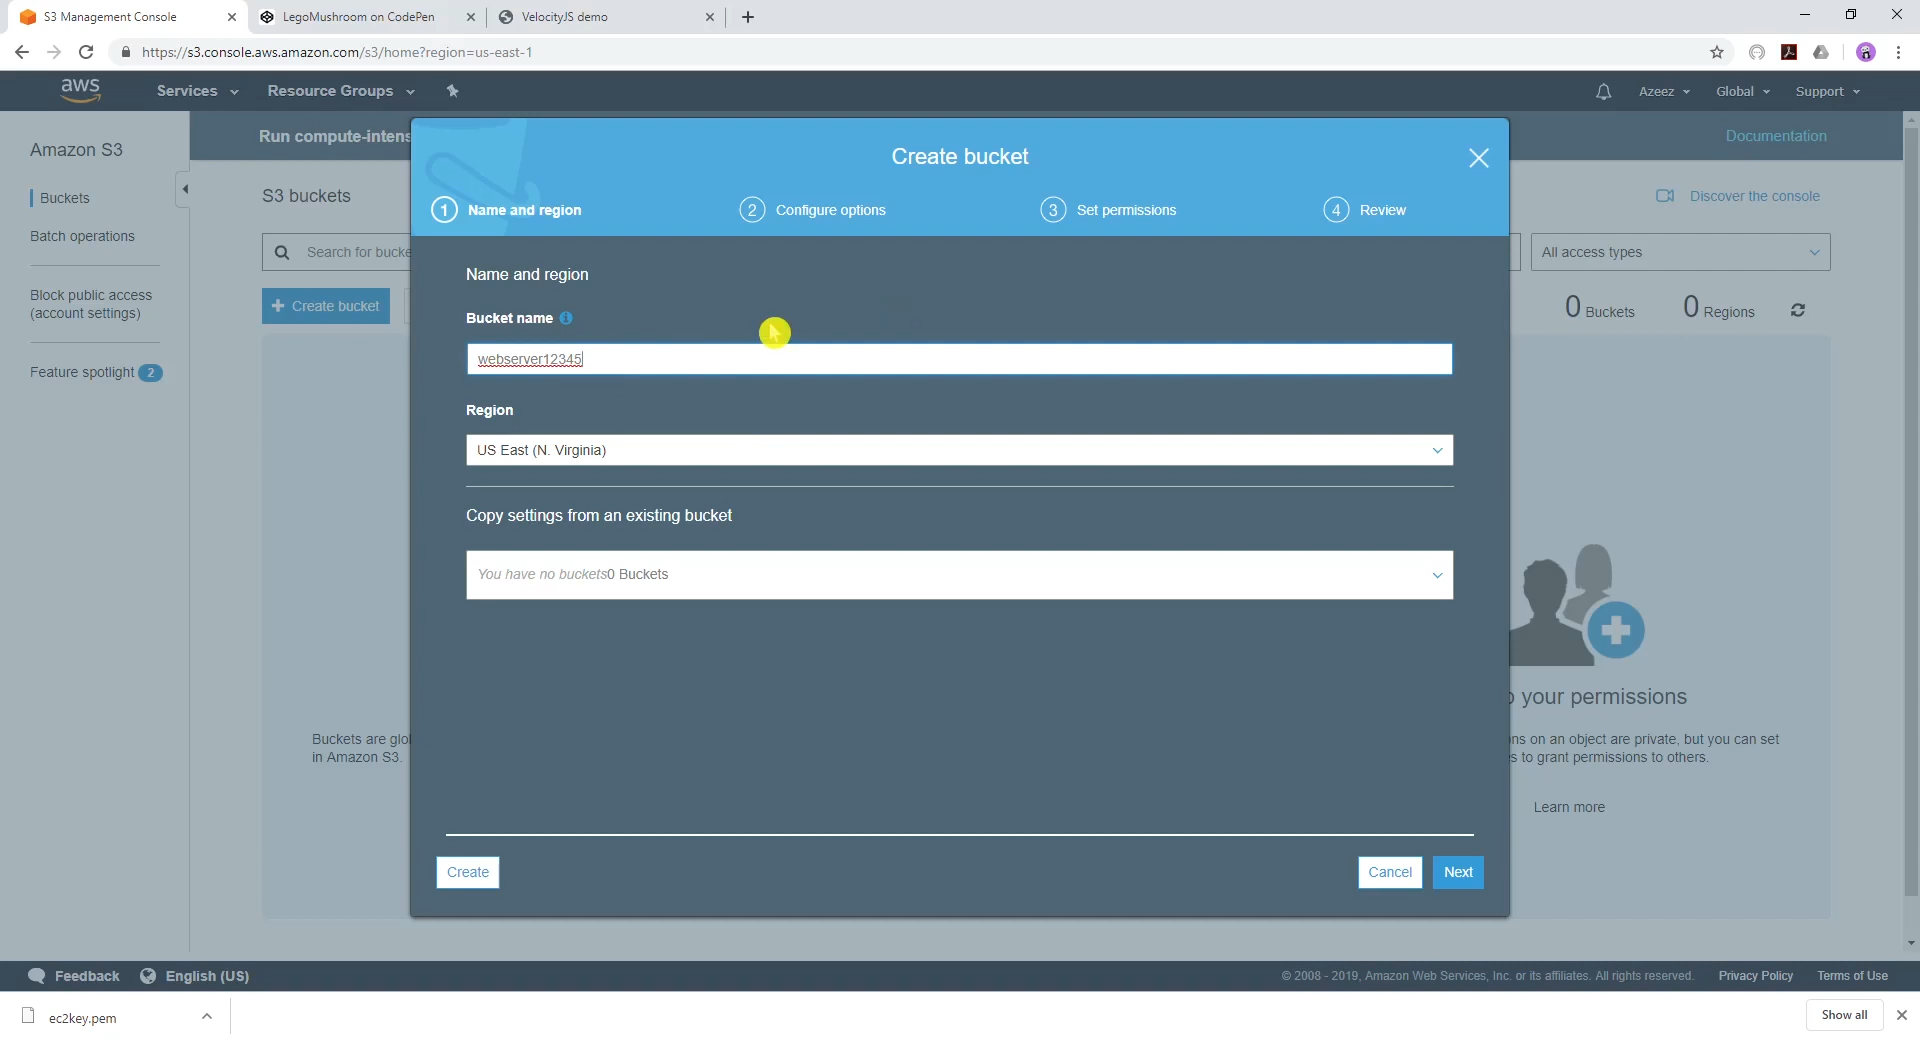 S3 Management Console
LegoMushroom on CodePen
VelocityJS demo
https://s3.console.aws.amazon.com/s3/home?region=us-east-1
aws
Services
Resource Groups
Azeez
Global
Support
Amazon S3
Run compute-intens
Documentation
Create bucket
1 Name and region
2 Configure options
3 Set permissions
4 Review
Buckets
S3 buckets
Discover the console
Batch operations
Search for bucke
All access types
Name and region
Block public access
(account settings)
Create bucket
Bucket name
0 Buckets
0 Regions
webserver12345
Feature spotlight 2
Region
US East (N. Virginia)
Copy settings from an existing bucket
You have no buckets0 Buckets
your permissions
Buckets are glo
in Amazon S3.
ns on an object are private, but you can set
s to grant permissions to others.
Learn more
Create
Cancel
Next
Feedback
English (US)
© 2008 - 2019, Amazon Web Services, Inc. or its affiliates. All rights reserved.
Privacy Policy
Terms of Use
ec2key.pem
Show all